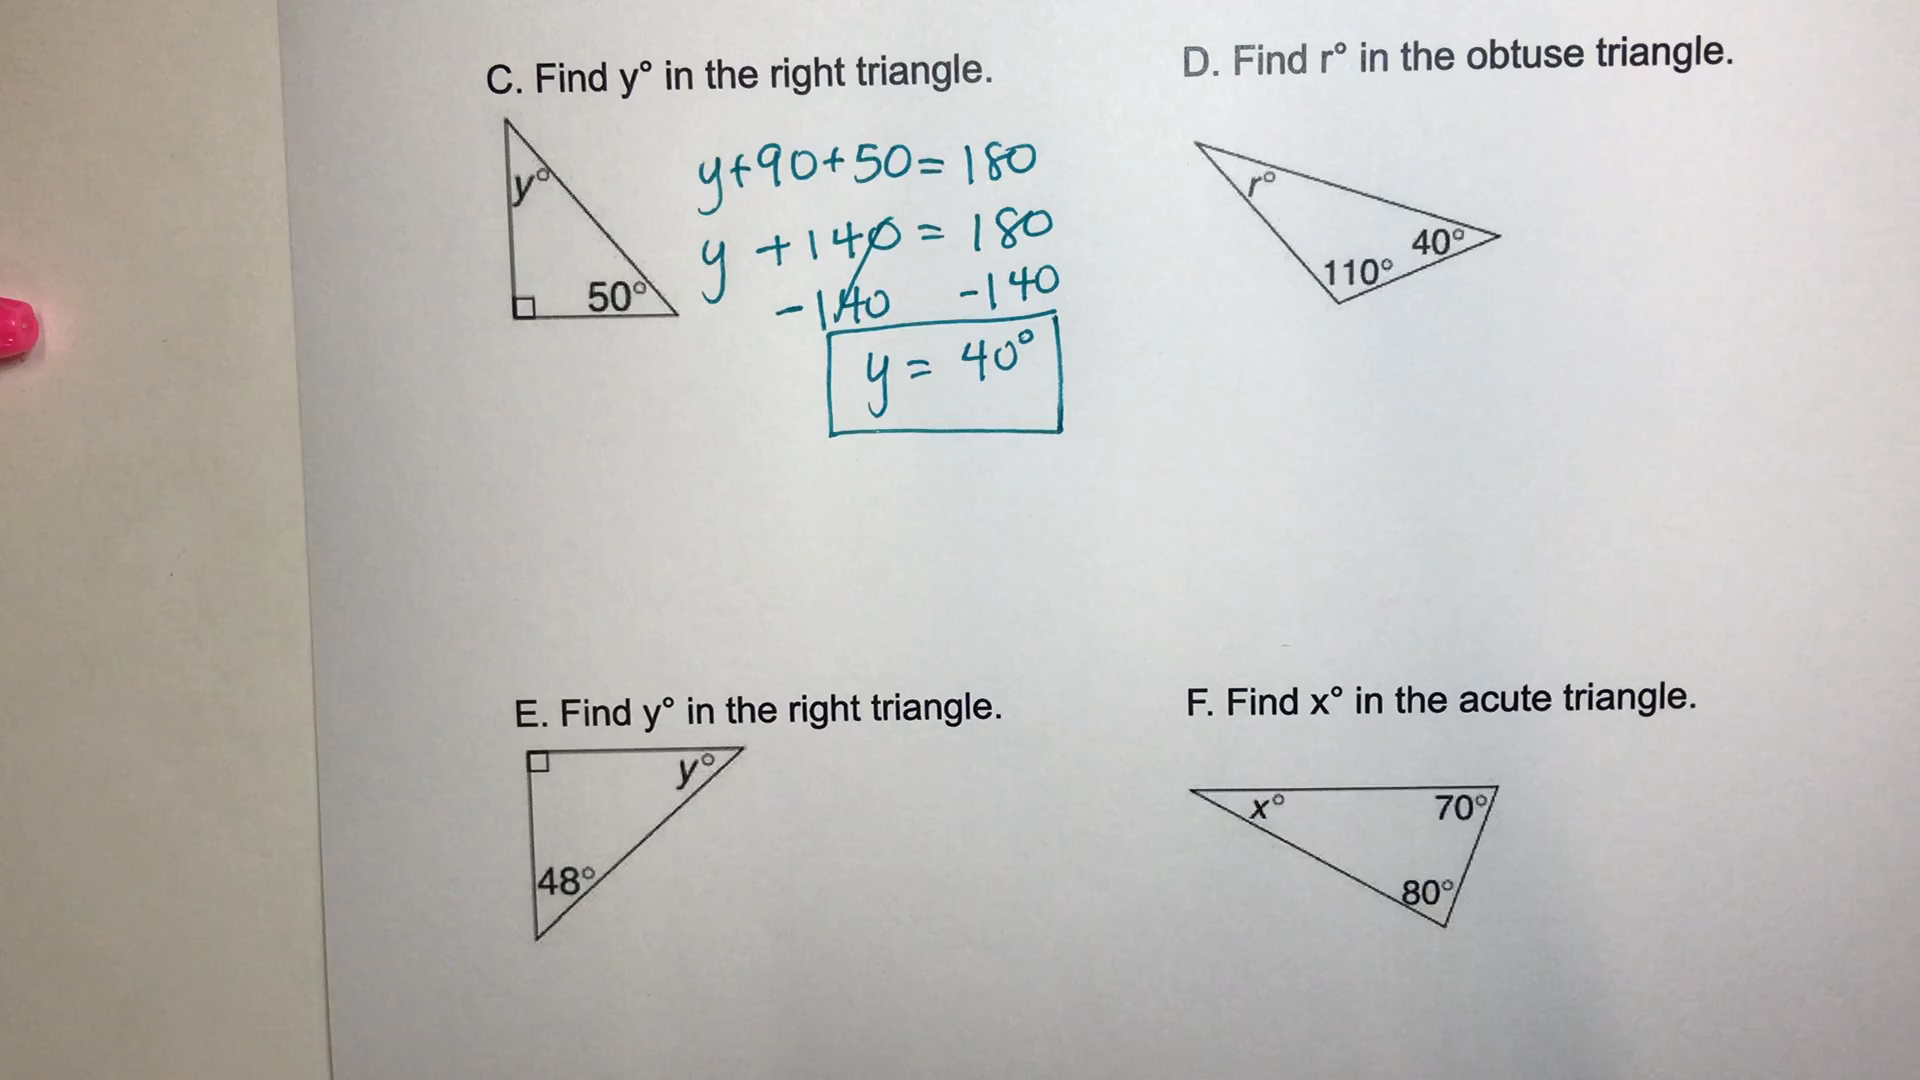 C. Find y° in the right triangle.
y°
50°
y+90+50=180
y +140 = 180
-140 -140
y = 40°
D. Find r° in the obtuse triangle.
r°
40°
110°
E. Find y° in the right triangle.
y°
48°
F. Find x° in the acute triangle.
x°
70°
80°